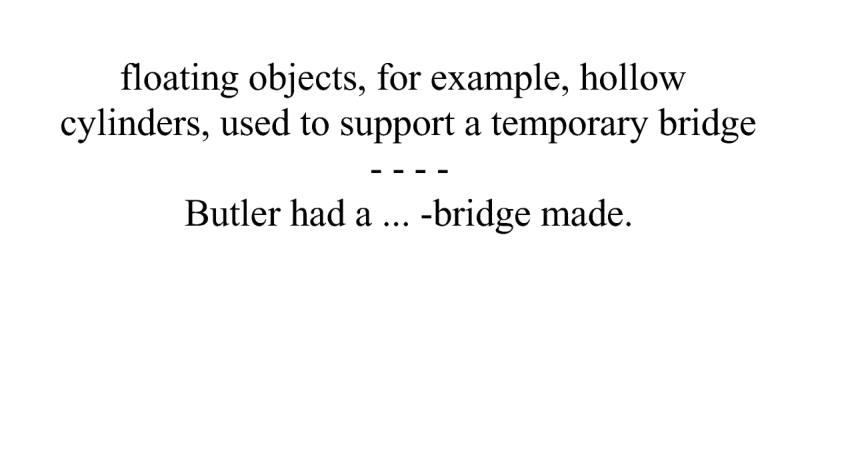 floating objects, for example, hollow
cylinders, used to support a temporary bridge
- - - -
Butler had a ... -bridge made.